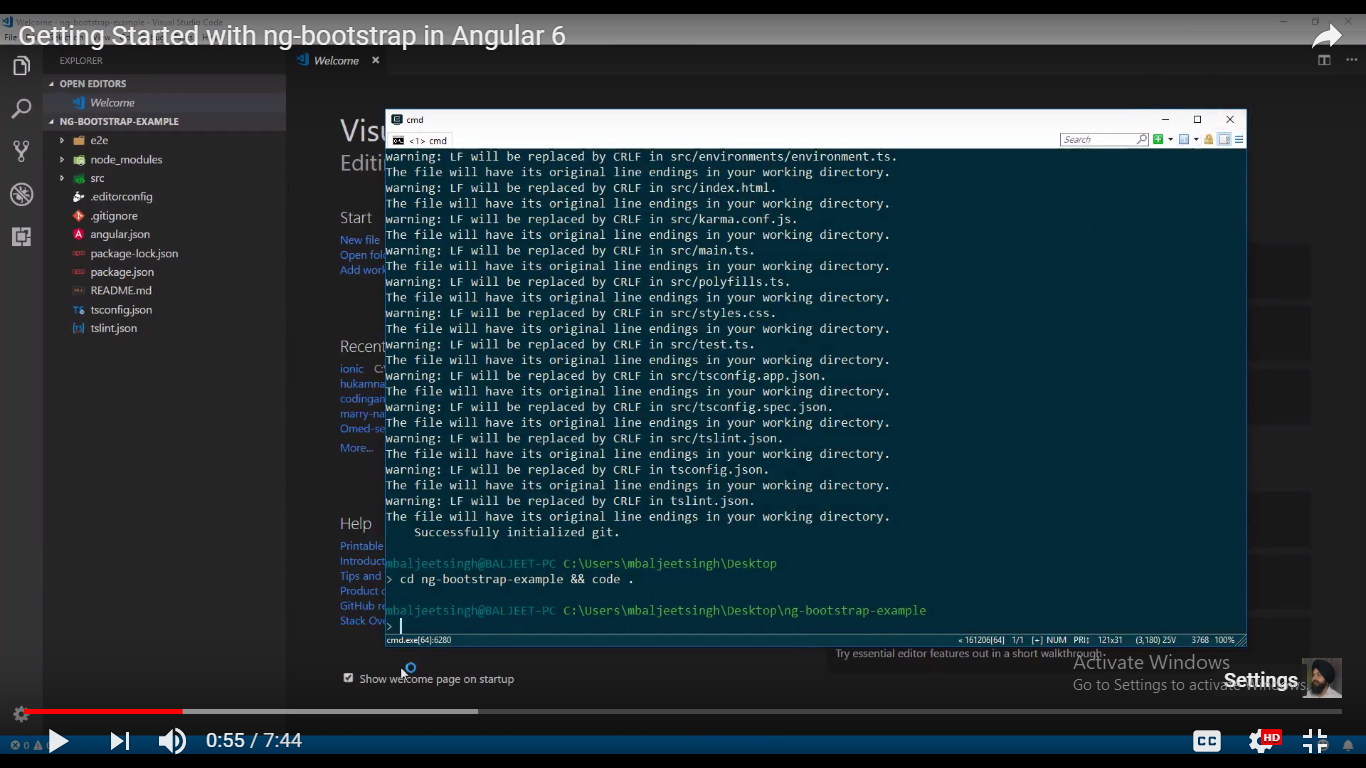 Welcome - ng-bootstrap-example - Visual Studio Code
Getting Started with ng-bootstrap in Angular 6
EXPLORER
OPEN EDITORS
Welcome
NG-BOOTSTRAP-EXAMPLE
e2e
node_modules
src
.editorconfig
.gitignore
angular.json
package-lock.json
package.json
README.md
tsconfig.json
tslint.json
Welcome
Visu
Editi
Start
New file
Open fol
Add work
Recent
ionic C:\
hukamna
codingan
marry-na
Omed-se
More...
Help
Printable
Introduct
Tips and
Product
GitHub re
Stack Ove
Show welcome page on startup
cmd
<1> cmd
Search
warning: LF will be replaced by CRLF in src/environments/environment.ts.
The file will have its original line endings in your working directory.
warning: LF will be replaced by CRLF in src/index.html.
The file will have its original line endings in your working directory.
warning: LF will be replaced by CRLF in src/karma.conf.js.
The file will have its original line endings in your working directory.
warning: LF will be replaced by CRLF in src/main.ts.
The file will have its original line endings in your working directory.
warning: LF will be replaced by CRLF in src/polyfills.ts.
The file will have its original line endings in your working directory.
warning: LF will be replaced by CRLF in src/styles.css.
The file will have its original line endings in your working directory.
warning: LF will be replaced by CRLF in src/test.ts.
The file will have its original line endings in your working directory.
warning: LF will be replaced by CRLF in src/tsconfig.app.json.
The file will have its original line endings in your working directory.
warning: LF will be replaced by CRLF in src/tsconfig.spec.json.
The file will have its original line endings in your working directory.
warning: LF will be replaced by CRLF in src/tslint.json.
The file will have its original line endings in your working directory.
warning: LF will be replaced by CRLF in tsconfig.json.
The file will have its original line endings in your working directory.
warning: LF will be replaced by CRLF in tslint.json.
The file will have its original line endings in your working directory.
Successfully initialized git.
mbaljeetsingh@BALJEET-PC C:\Users\mbaljeetsingh\Desktop
> cd ng-bootstrap-example && code .
mbaljeetsingh@BALJEET-PC C:\Users\mbaljeetsingh\Desktop\ng-bootstrap-example
>
cmd.exe[64]:6280 « 161206[64] 1/1 [+] NUM PRI↕ 121x31 (3,180) 25V 3768 100%
Try essential editor features out in a short walkthrough.
Activate Windows
Go to Settings to activate Windows.
Settings
0:55 / 7:44
CC
HD